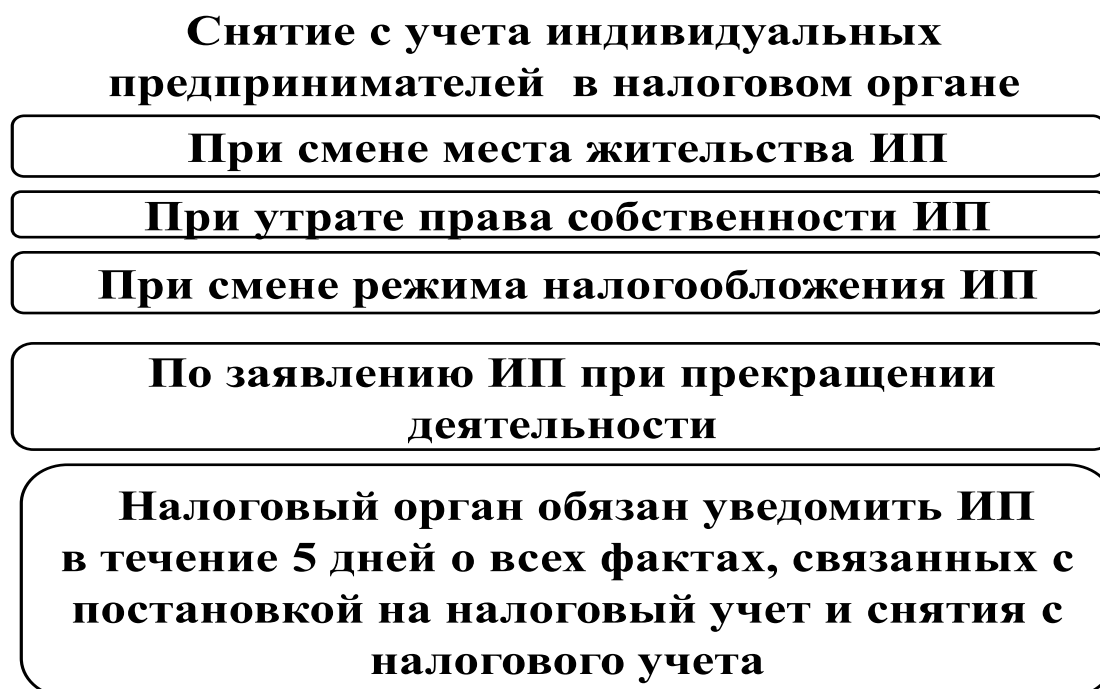 Снятие с учета индивидуальных
предпринимателей в налоговом органе
При смене места жительства ИП
При утрате права собственности ИП
При смене режима налогообложения ИП
По заявлению ИП при прекращении
деятельности
Налоговый орган обязан уведомить ИП
в течение 5 дней о всех фактах, связанных с
постановкой на налоговый учет и снятия с
налогового учета